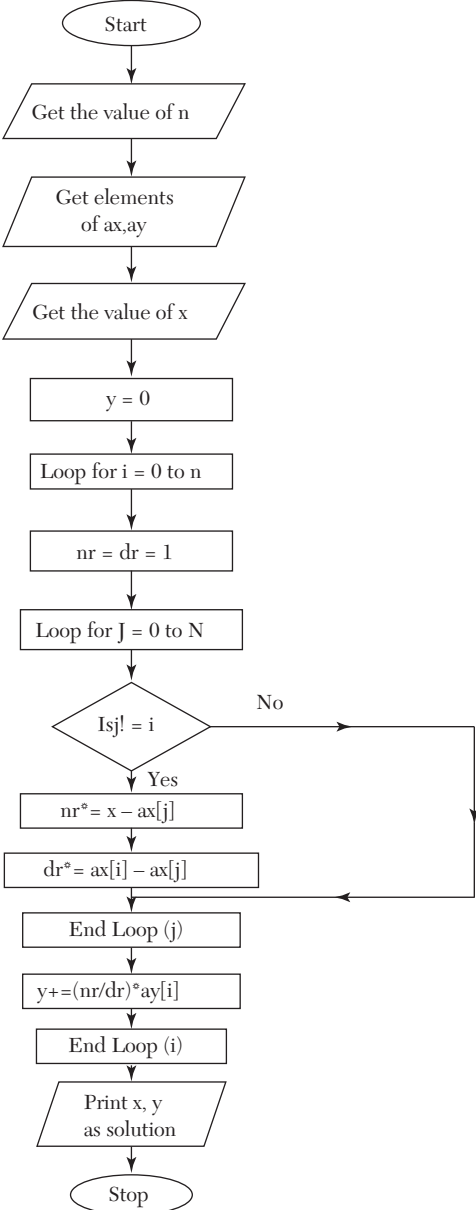 Start
Get the value of n
Get elements
of ax,ay
Get the value of x
y = 0
Loop for i = 0 to n
nr = dr = 1
Loop for J = 0 to N
Isj! = i
No
Yes
nr*= x – ax[j]
dr*= ax[i] – ax[j]
End Loop (j)
y+=(nr/dr)*ay[i]
End Loop (i)
Print x, y
as solution
Stop